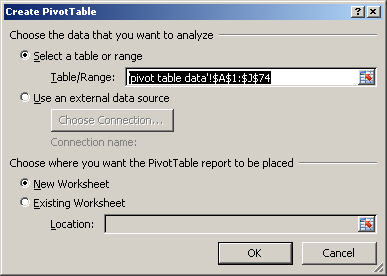 Create PivotTable
Choose the data that you want to analyze
Select a table or range
Table/Range: 'pivot table data'!$A$1:$J$74
Use an external data source
Choose Connection...
Connection name:
Choose where you want the PivotTable report to be placed
New Worksheet
Existing Worksheet
Location:
OK Cancel